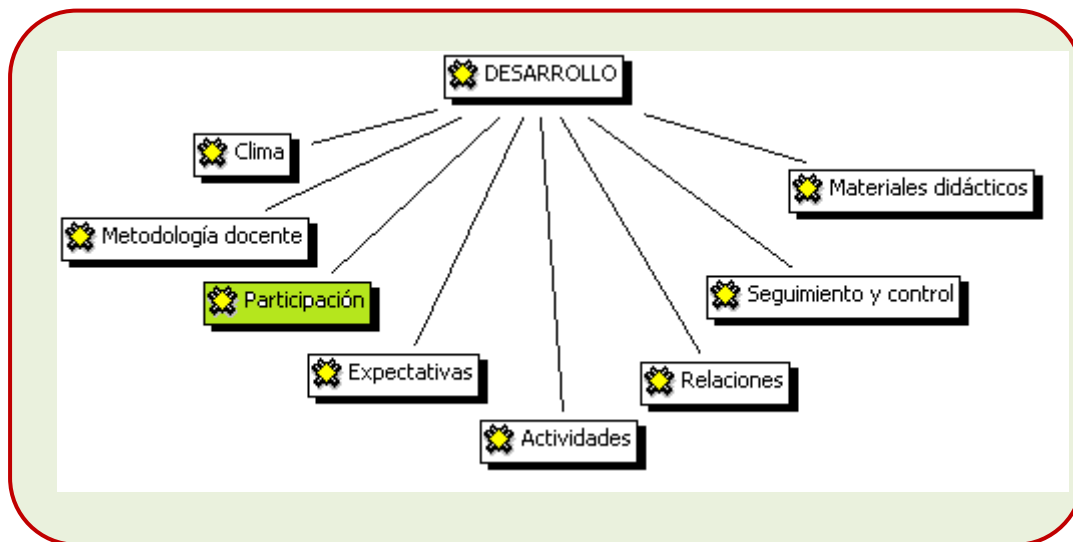 DESARROLLO
Clima
Materiales didácticos
Metodología docente
Participación
Seguimiento y control
Expectativas
Relaciones
Actividades